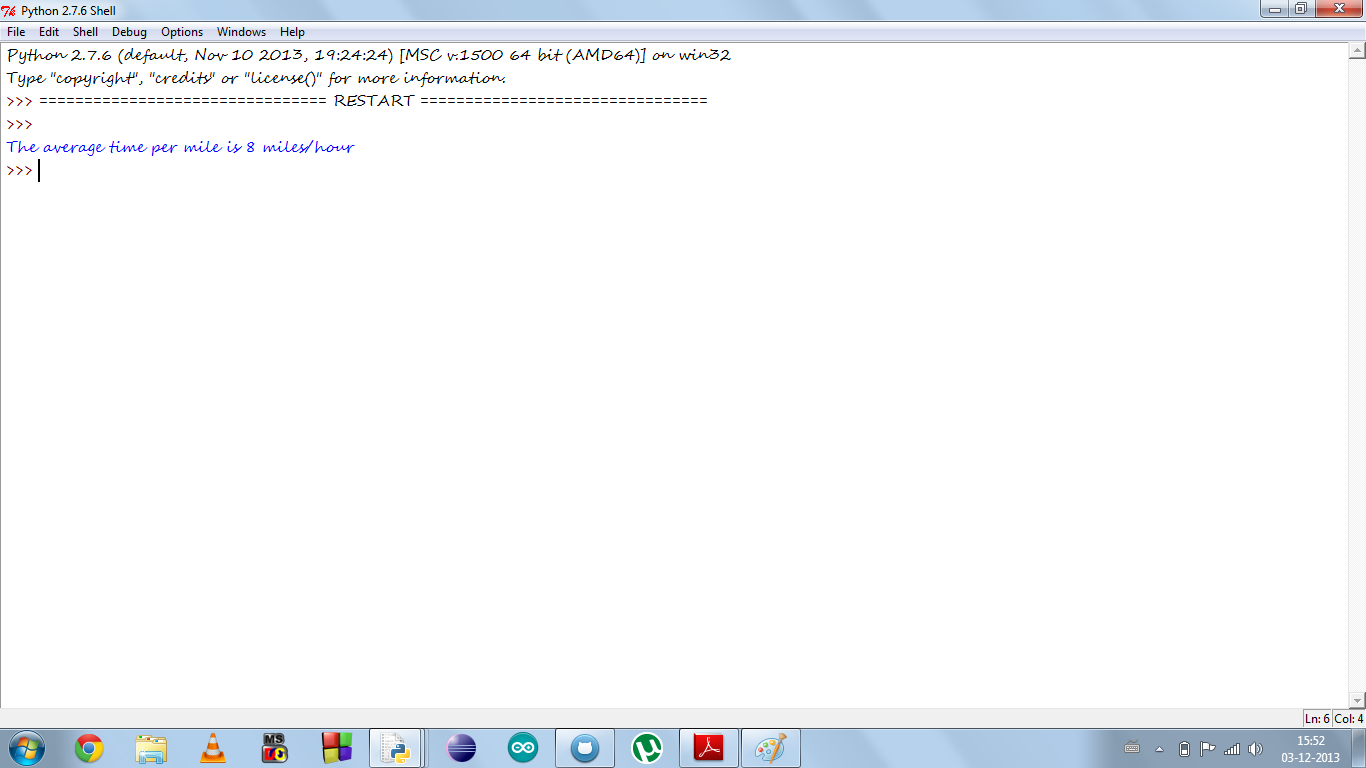 Python 2.7.6 Shell
File Edit Shell Debug Options Windows Help
Python 2.7.6 (default, Nov 10 2013, 19:24:24) [MSC v.1500 64 bit (AMD64)] on win32
Type "copyright", "credits" or "license()" for more information.
>>> ================================ RESTART ================================
>>>
The average time per mile is 8 miles/hour
>>>
Ln: 6 Col: 4
MS
15:52
03-12-2013